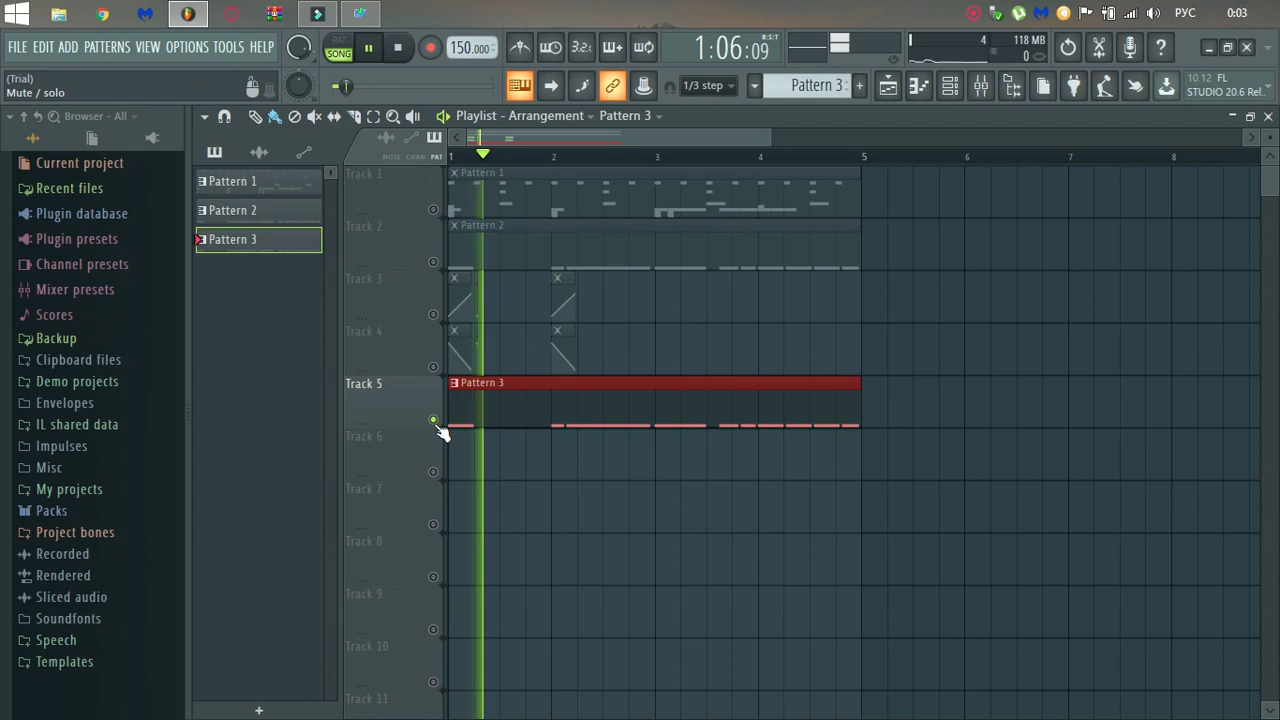 РУС
0:03
FILE EDIT ADD PATTERNS VIEW OPTIONS TOOLS HELP
PAT
SONG
150.000
3.2
1:06:09
B:S:T
4
118 MB
0
(Trial)
Mute / solo
1/3 step
Pattern 3
10.12 FL
STUDIO 20.6 Rel..
Browser - All
Playlist - Arrangement
Pattern 3
NOTE CHAN PAT
1 2 3 4 5 6 7 8
Current project
Recent files
Plugin database
Plugin presets
Channel presets
Mixer presets
Scores
Backup
Clipboard files
Demo projects
Envelopes
IL shared data
Impulses
Misc
My projects
Packs
Project bones
Recorded
Rendered
Sliced audio
Soundfonts
Speech
Templates
Pattern 1
Pattern 2
Pattern 3
Track 1
Pattern 1
Track 2
Pattern 2
Track 3
Track 4
Track 5
Pattern 3
Track 6
Track 7
Track 8
Track 9
Track 10
Track 11